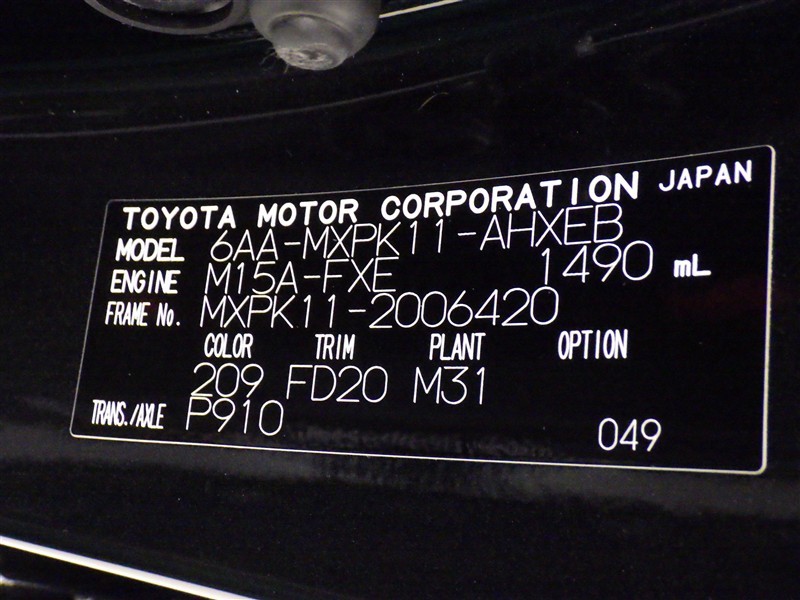 TOYOTA MOTOR CORPORATION JAPAN
MODEL 6AA-MXPK11-AHXEB
ENGINE M15A-FXE 1490 mL
FRAME No. MXPK11-2006420
COLOR TRIM PLANT OPTION
209 FD20 M31
TRANS./AXLE P910 049